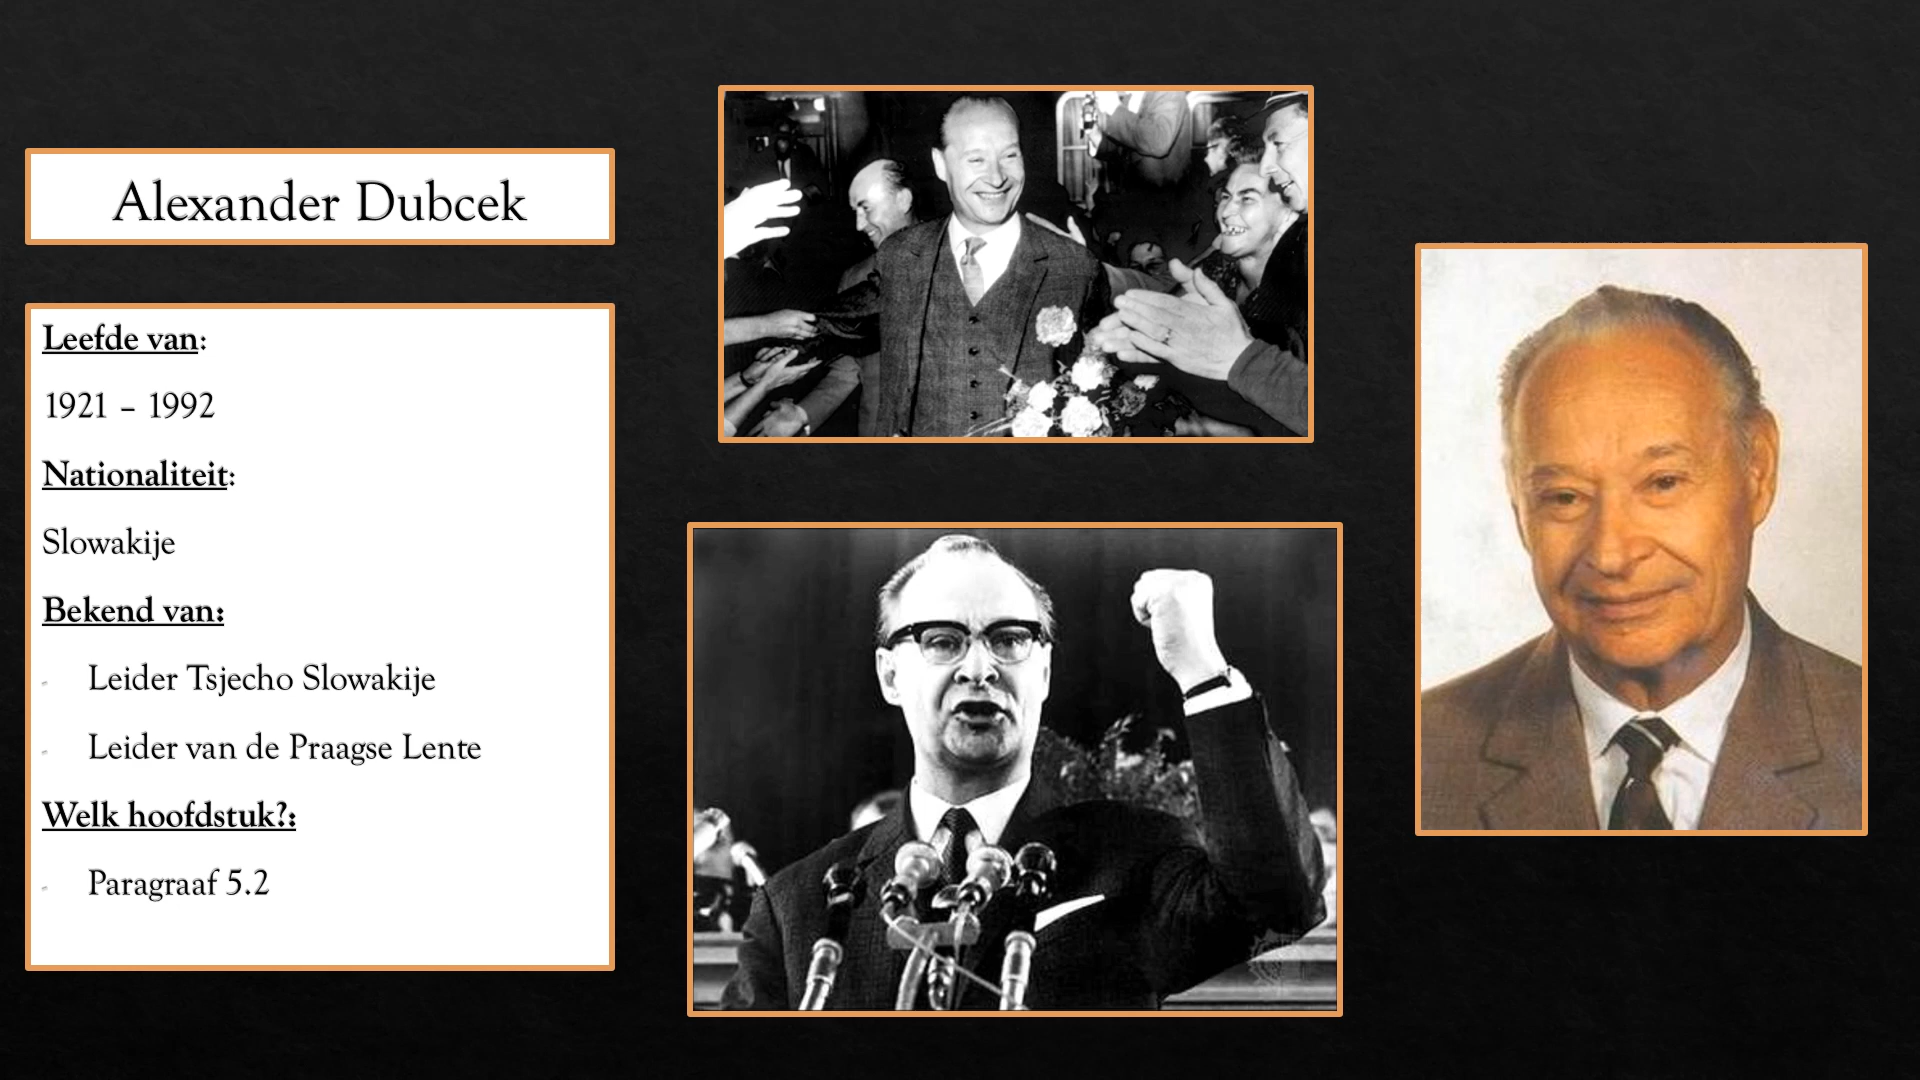 Alexander Dubcek
Leefde van:
1921 – 1992
Nationaliteit:
Slowakije
Bekend van:
- Leider Tsjecho Slowakije
- Leider van de Praagse Lente
Welk hoofdstuk?:
- Paragraaf 5.2